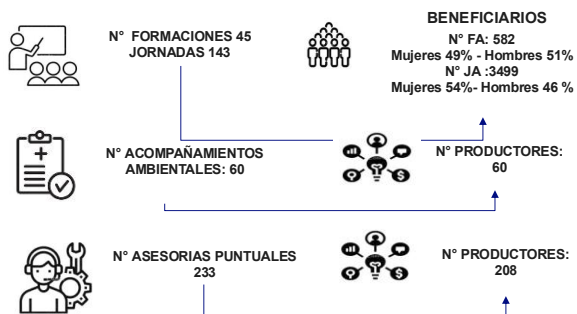 N° FORMACIONES 45
JORNADAS 143
BENEFICIARIOS
N° FA: 582
Mujeres 49% - Hombres 51%
N° JA :3499
Mujeres 54%- Hombres 46 %
N° ACOMPAÑAMIENTOS
AMBIENTALES: 60
N° PRODUCTORES:
60
N° ASESORIAS PUNTUALES
233
N° PRODUCTORES:
208